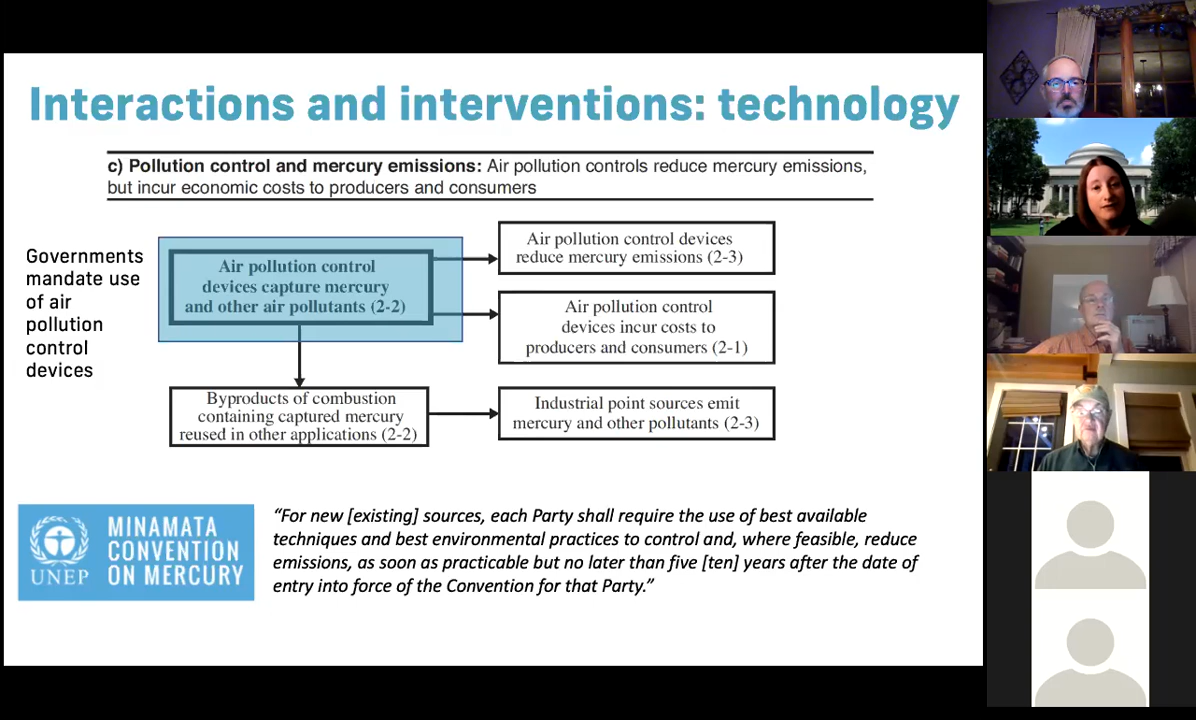 Interactions and interventions: technology
c) Pollution control and mercury emissions: Air pollution controls reduce mercury emissions,
but incur economic costs to producers and consumers
Governments
mandate use
of air
pollution
control
devices
Air pollution control
devices capture mercury
and other air pollutants (2-2)
Air pollution control devices
reduce mercury emissions (2-3)
Air pollution control
devices incur costs to
producers and consumers (2-1)
Byproducts of combustion
containing captured mercury
reused in other applications (2-2)
Industrial point sources emit
mercury and other pollutants (2-3)
UNEP
MINAMATA
CONVENTION
ON MERCURY
“For new [existing] sources, each Party shall require the use of best available
techniques and best environmental practices to control and, where feasible, reduce
emissions, as soon as practicable but no later than five [ten] years after the date of
entry into force of the Convention for that Party.”